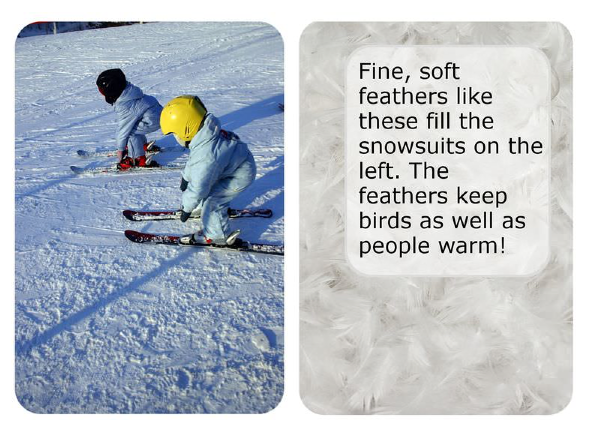 Fine, soft
feathers like
these fill the
snowsuits on the
left. The
feathers keep
birds as well as
people warm!